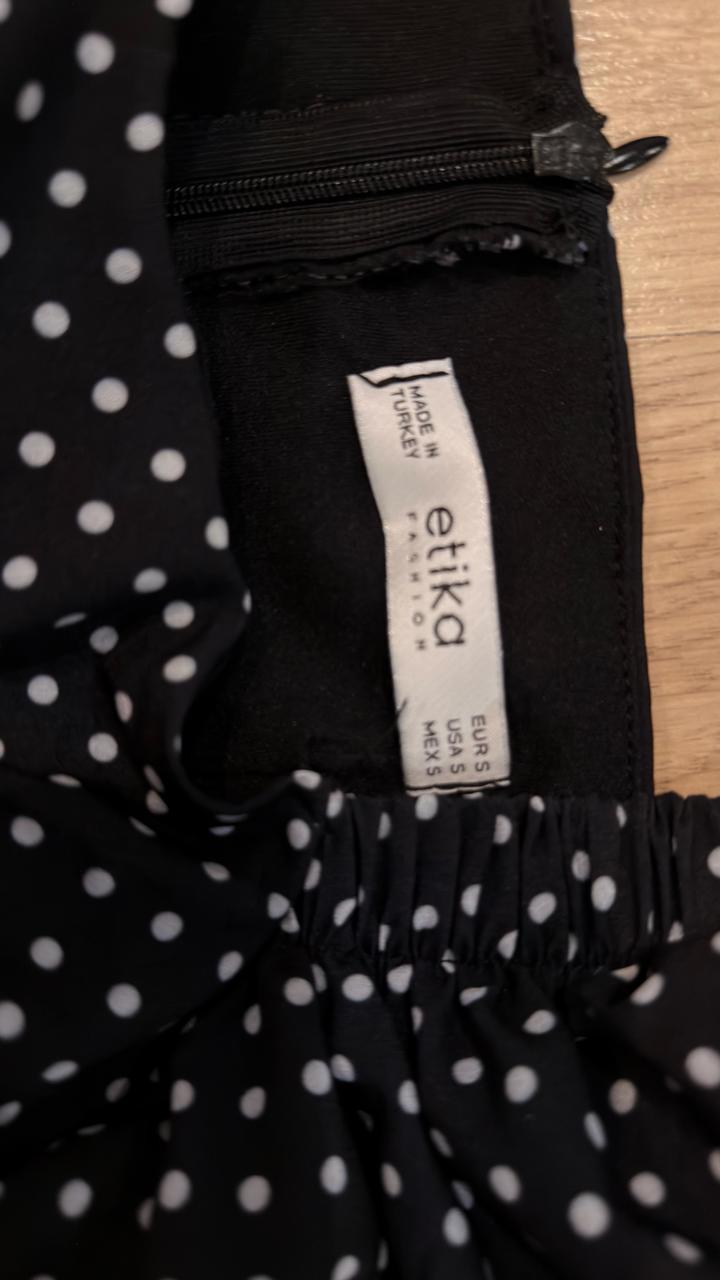 MADE IN
TURKEY
etika
FASHION
EUR S
USA S
MEX S